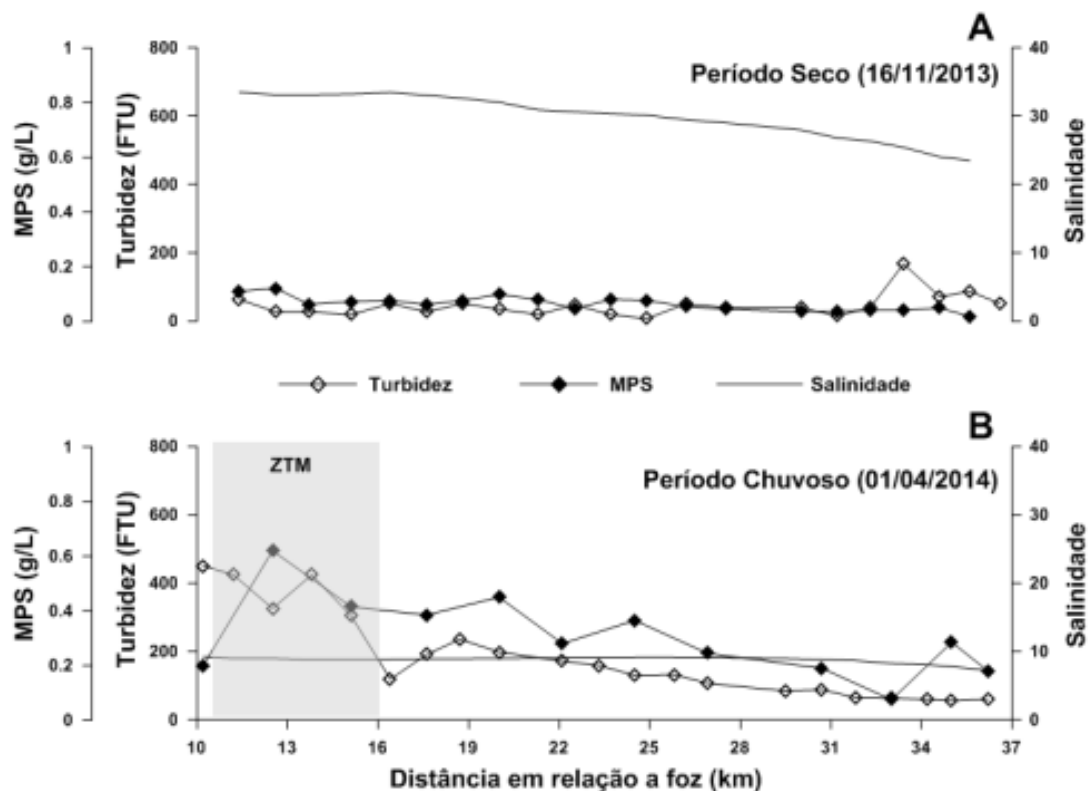 A
Período Seco (16/11/2013)
MPS (g/L)
1
0.8
0.6
0.4
0.2
0
Turbidez (FTU)
800
600
400
200
0
Salinidade
40
30
20
10
0
Turbidez MPS Salinidade
B
ZTM
Período Chuvoso (01/04/2014)
MPS (g/L)
1
0.8
0.6
0.4
0.2
0
Turbidez (FTU)
800
600
400
200
0
Salinidade
40
30
20
10
0
10 13 16 19 22 25 28 31 34 37
Distância em relação a foz (km)